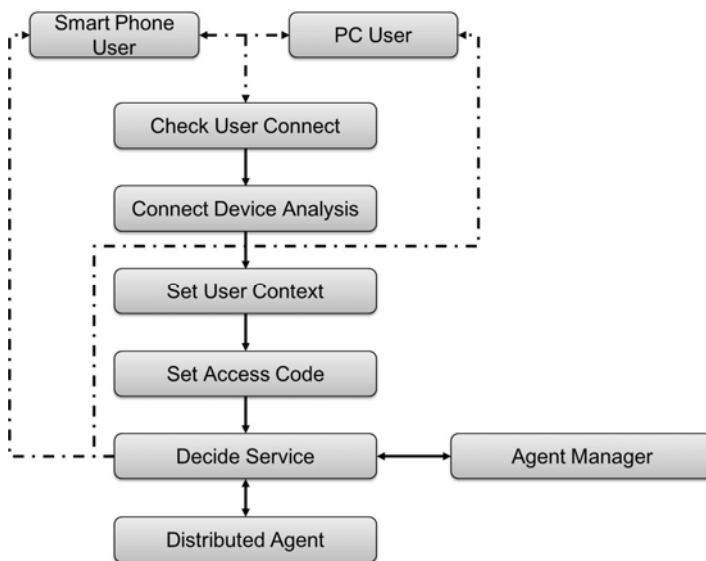 Smart Phone
User
PC User
Check User Connect
Connect Device Analysis
Set User Context
Set Access Code
Decide Service
Agent Manager
Distributed Agent